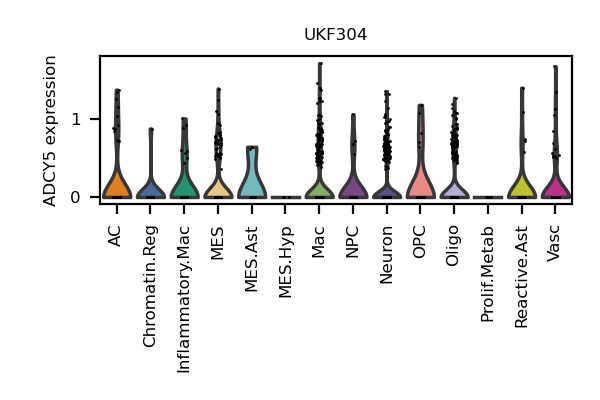 UKF304
ADCY5 expression
1
0
AC
Chromatin.Reg
Inflammatory.Mac
MES
MES.Ast
MES.Hyp
Mac
NPC
Neuron
OPC
Oligo
Prolif.Metab
Reactive.Ast
Vasc